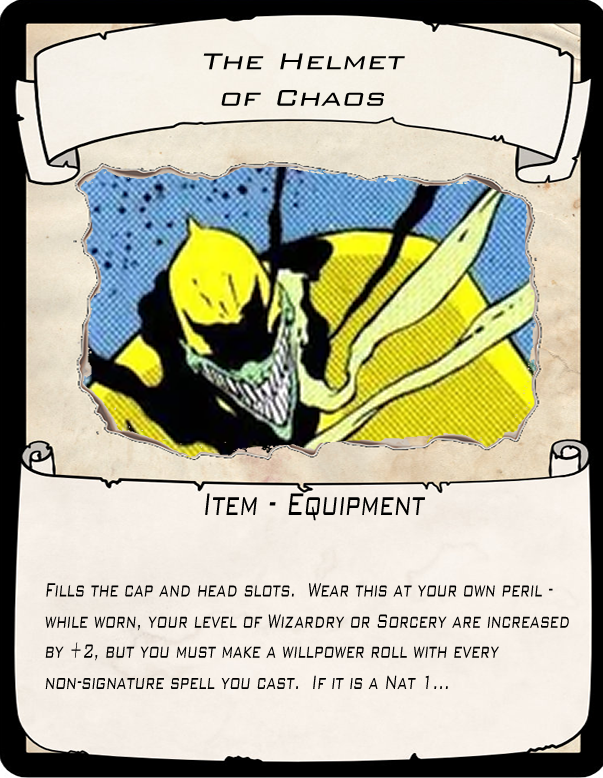 The Helmet
of Chaos
Item - Equipment
Fills the cap and head slots. Wear this at your own peril -
while worn, your level of Wizardry or Sorcery are increased
by +2, but you must make a willpower roll with every
non-signature spell you cast. If it is a Nat 1...